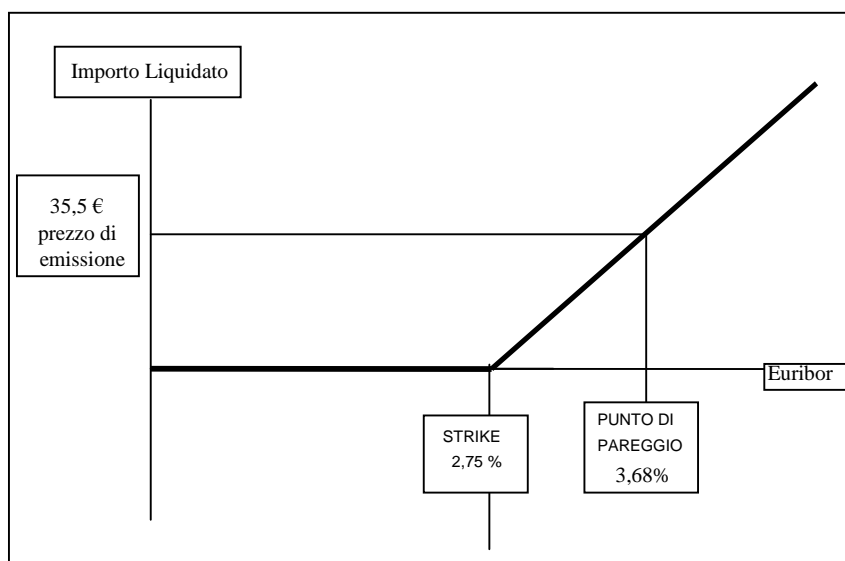 Importo Liquidato
35,5 €
prezzo di
emissione
Euribor
STRIKE
2,75 %
PUNTO DI
PAREGGIO
3,68%